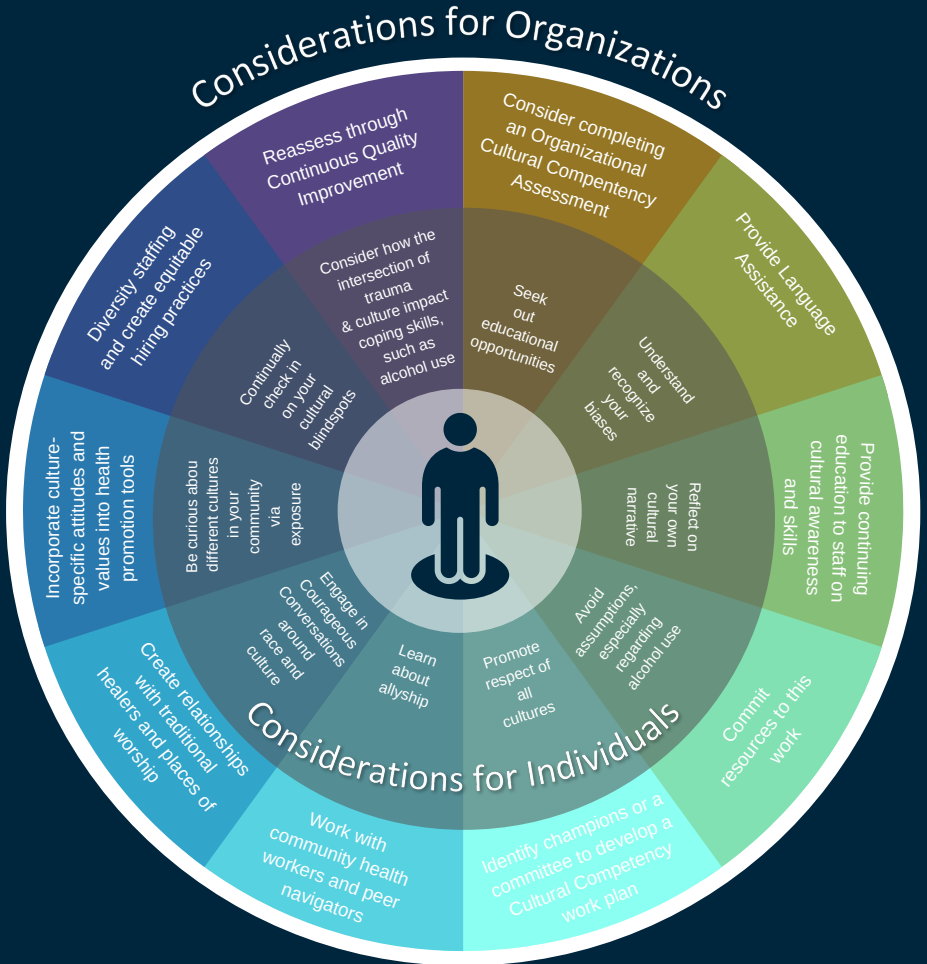 Considerations for Organizations
Consider completing
an Organizational
Cultural Compentency
Assessment
Provide Language
Assistance
Provide continuing
education to staff on
cultural awareness
and skills
Commit
resources to this
work
Identify champions or a
committee to develop a
Cultural Competency
work plan
Work with
community health
workers and peer
navigators
Create relationships
with traditional
healers and places of
worship
Incorporate culture-
specific attitudes and
values into health
promotion tools
Diversity staffing
and create equitable
hiring practices
Reassess through
Continuous Quality
Improvement
Seek
out
educational
opportunities
Understand
and
recognize
your
biases
Reflect on
your own
cultural
narrative
Avoid
assumptions,
especially
regarding
alcohol use
Promote
respect of
all
cultures
Learn
about
allyship
Engage in
Courageous
Conversations
around
race and
culture
Be curious abou
different cultures
in your
community
via
exposure
Continually
check in
on your
cultural
blindspots
Consider how the
intersection of
trauma
& culture impact
coping skills,
such as
alcohol use
Considerations for Individuals